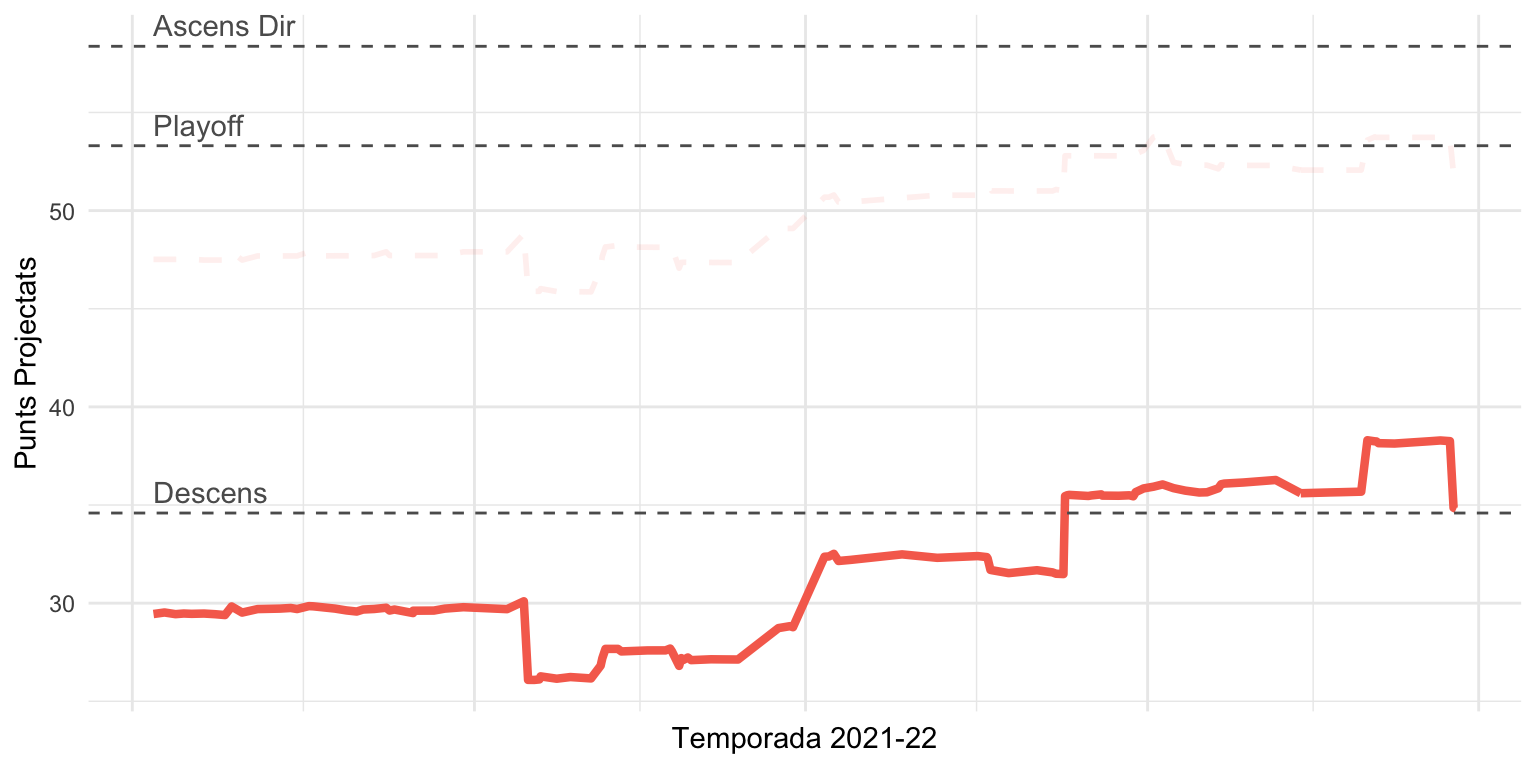 Ascens Dir
Playoff
50
40
Descens
30
Punts Projectats
Temporada 2021-22